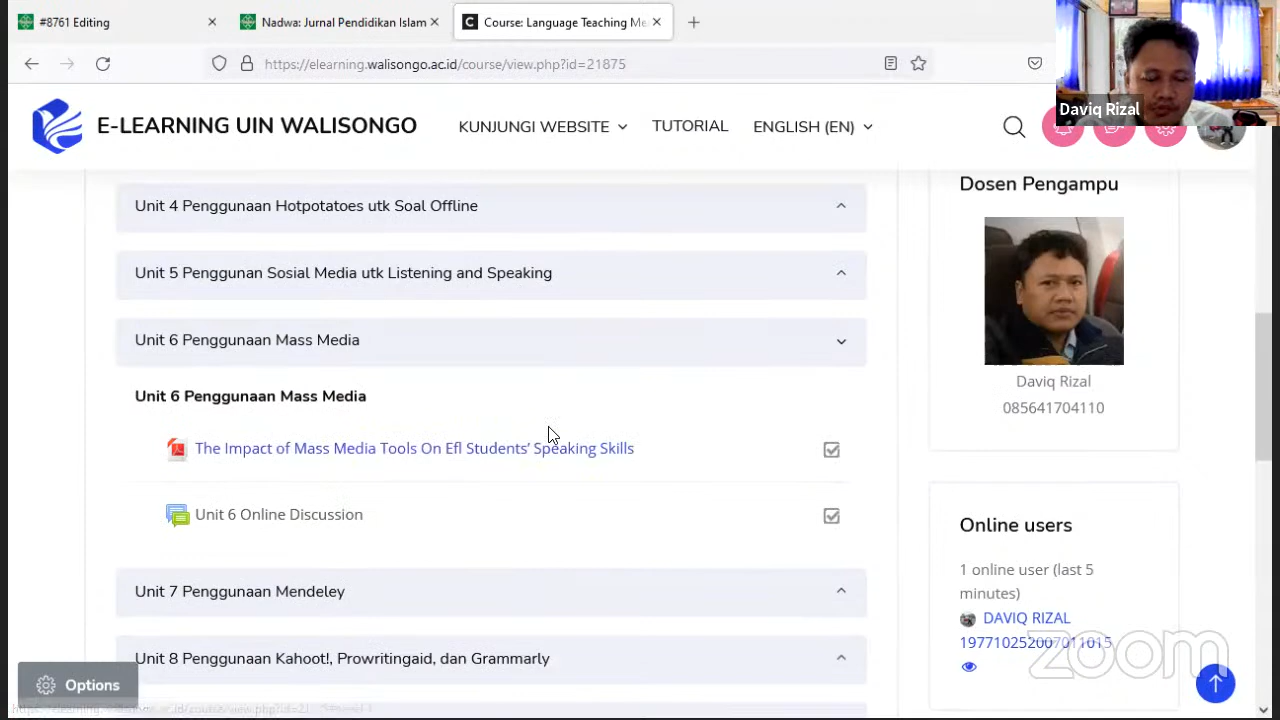 #8761 Editing
Nadwa: Jurnal Pendidikan Islam
Course: Language Teaching Me
https://elearning.walisongo.ac.id/course/view.php?id=21875
Daviq Rizal
E-LEARNING UIN WALISONGO
KUNJUNGI WEBSITE
TUTORIAL
ENGLISH (EN)
Unit 4 Penggunaan Hotpotatoes utk Soal Offline
Unit 5 Penggunan Sosial Media utk Listening and Speaking
Unit 6 Penggunaan Mass Media
Unit 6 Penggunaan Mass Media
The Impact of Mass Media Tools On Efl Students’ Speaking Skills
Unit 6 Online Discussion
Unit 7 Penggunaan Mendeley
Unit 8 Penggunaan Kahoot!, Prowritingaid, dan Grammarly
Options
Dosen Pengampu
Daviq Rizal
085641704110
Online users
1 online user (last 5
minutes)
DAVIQ RIZAL
197710252007011015
zoom